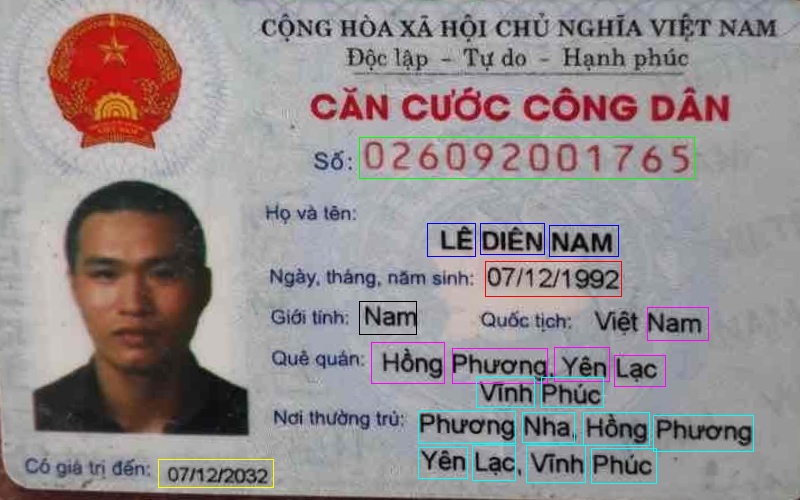 CỘNG HÒA XÃ HỘI CHỦ NGHĨA VIỆT NAM
Độc lập - Tự do - Hạnh phúc
CĂN CƯỚC CÔNG DÂN
Số: 026092001765
Họ và tên:
LÊ DIÊN NAM
Ngày, tháng, năm sinh: 07/12/1992
Giới tính: Nam Quốc tịch: Việt Nam
Quê quán: Hồng Phương, Yên Lạc
Vĩnh Phúc
Nơi thường trú: Phương Nha, Hồng Phương
Yên Lạc, Vĩnh Phúc
Có giá trị đến: 07/12/2032